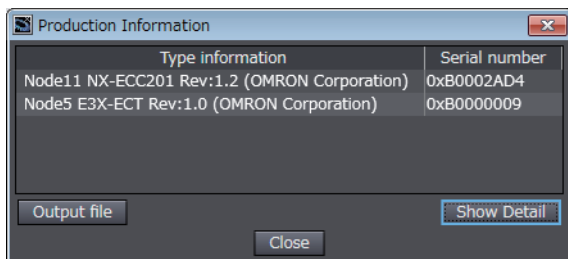 Production Information
Type information Serial number
Node11 NX-ECC201 Rev:1.2 (OMRON Corporation) 0xB0002AD4
Node5 E3X-ECT Rev:1.0 (OMRON Corporation) 0xB0000009
Output file Show Detail
Close